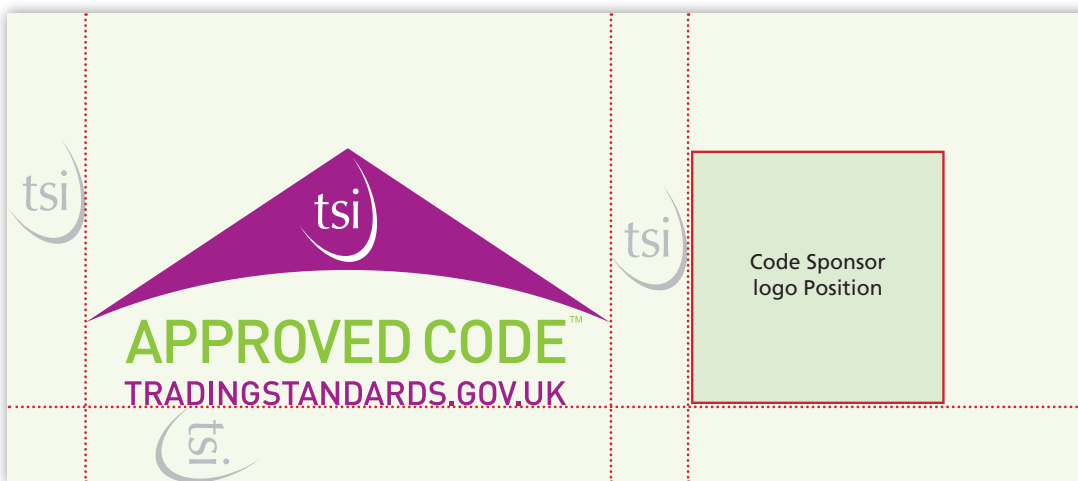 tsi
tsi
APPROVED CODE™
TRADINGSTANDARDS.GOV.UK
tsi
Code Sponsor
logo Position
tsi